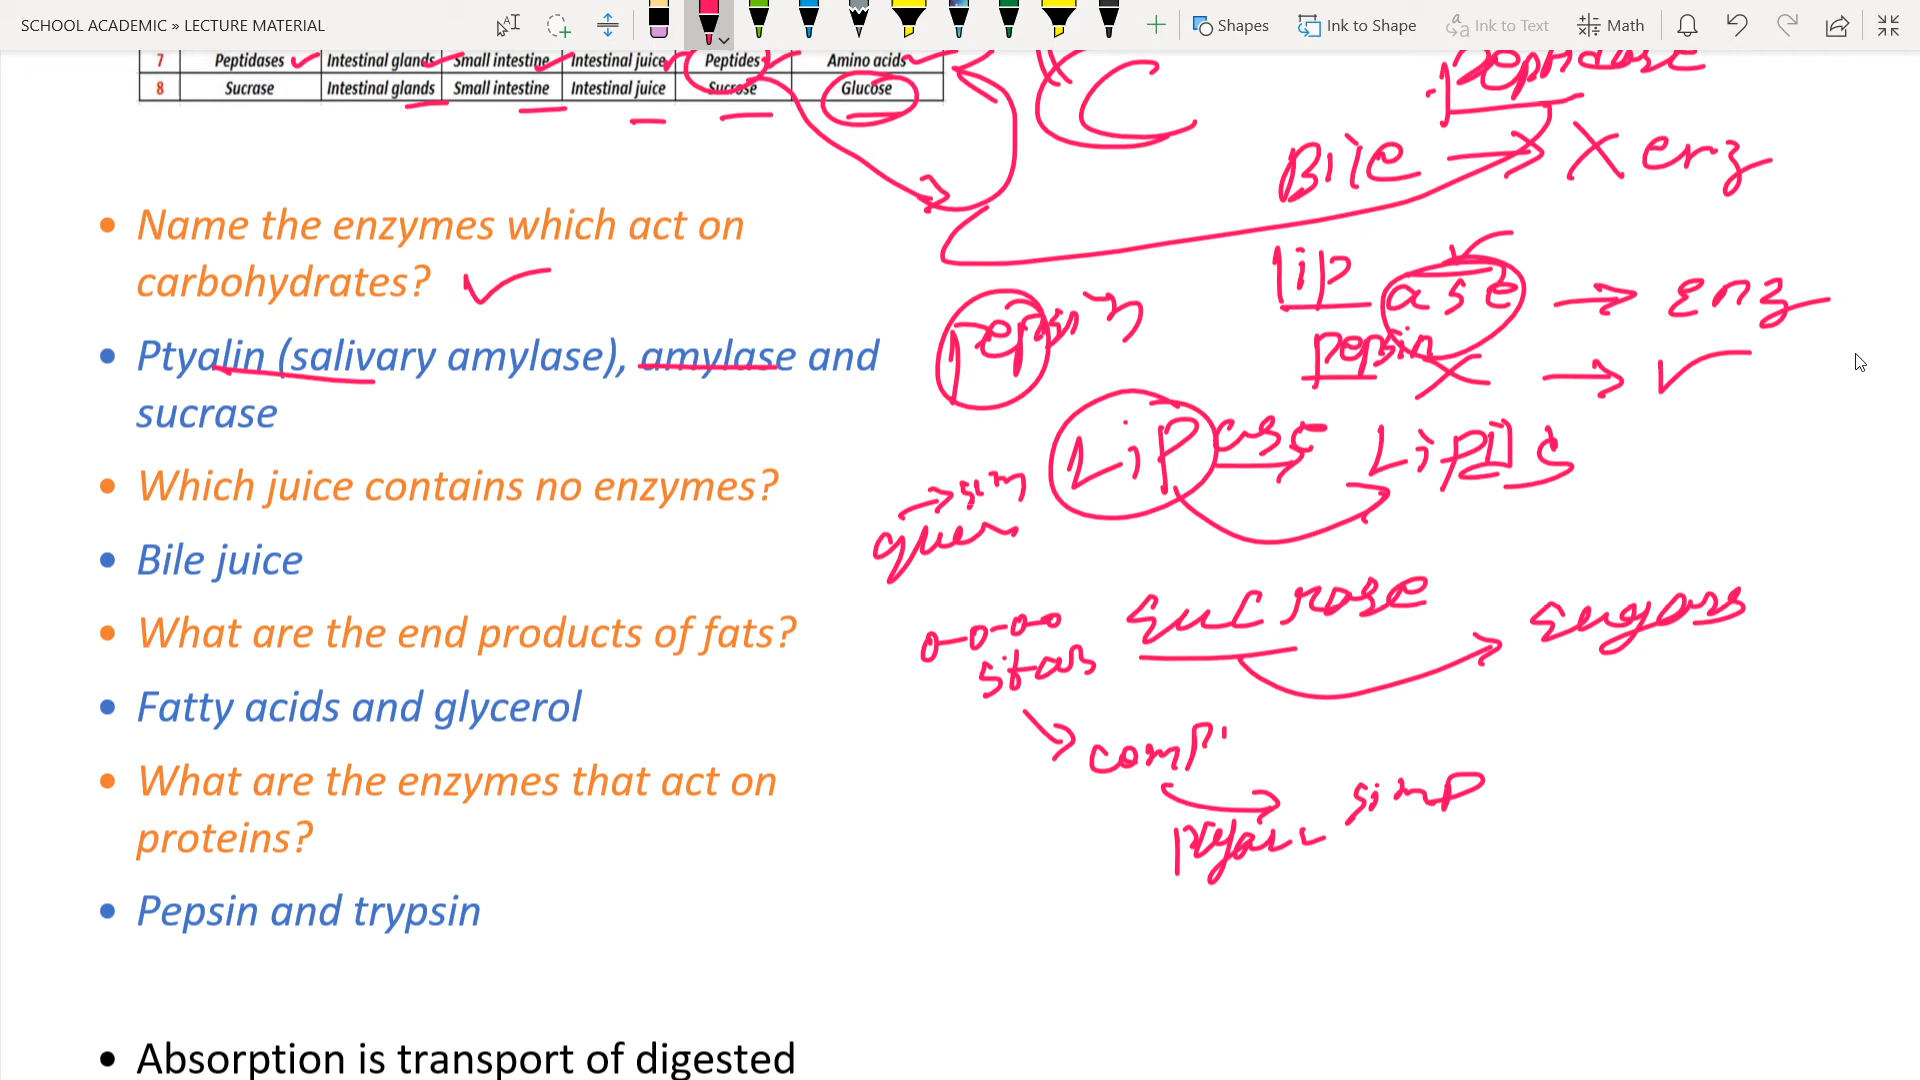 SCHOOL ACADEMIC » LECTURE MATERIAL
Shapes
Ink to Shape
Ink to Text
Math
7 Peptidases Intestinal glands Small intestine Intestinal juice Peptides Amino acids
8 Sucrase Intestinal glands Small intestine Intestinal juice Sucrose Glucose
• Name the enzymes which act on
carbohydrates?
• Ptyalin (salivary amylase), amylase and
sucrase
• Which juice contains no enzymes?
• Bile juice
• What are the end products of fats?
• Fatty acids and glycerol
• What are the enzymes that act on
proteins?
• Pepsin and trypsin
• Absorption is transport of digested
peptidase
C
Bile → X enz
lip ase → enz
pepsin X →
pepsin
Lip ase Lipids
sucrose
comp
simp